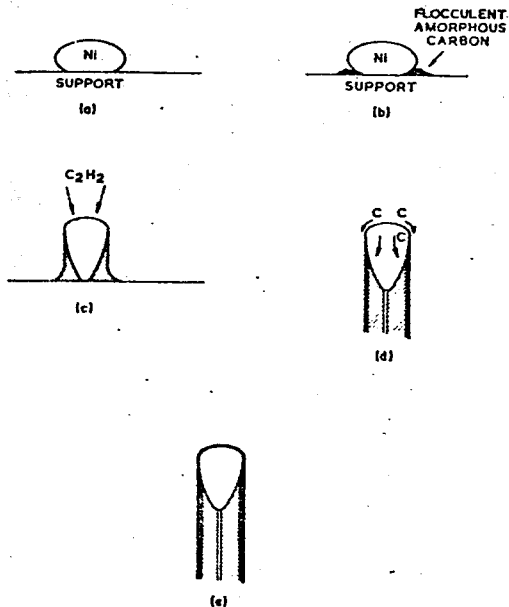 FLOCCULENT
AMORPHOUS
CARBON
Ni
Ni
SUPPORT
SUPPORT
(a)
(b)
C2H2
C C
C
(c)
(d)
(e)